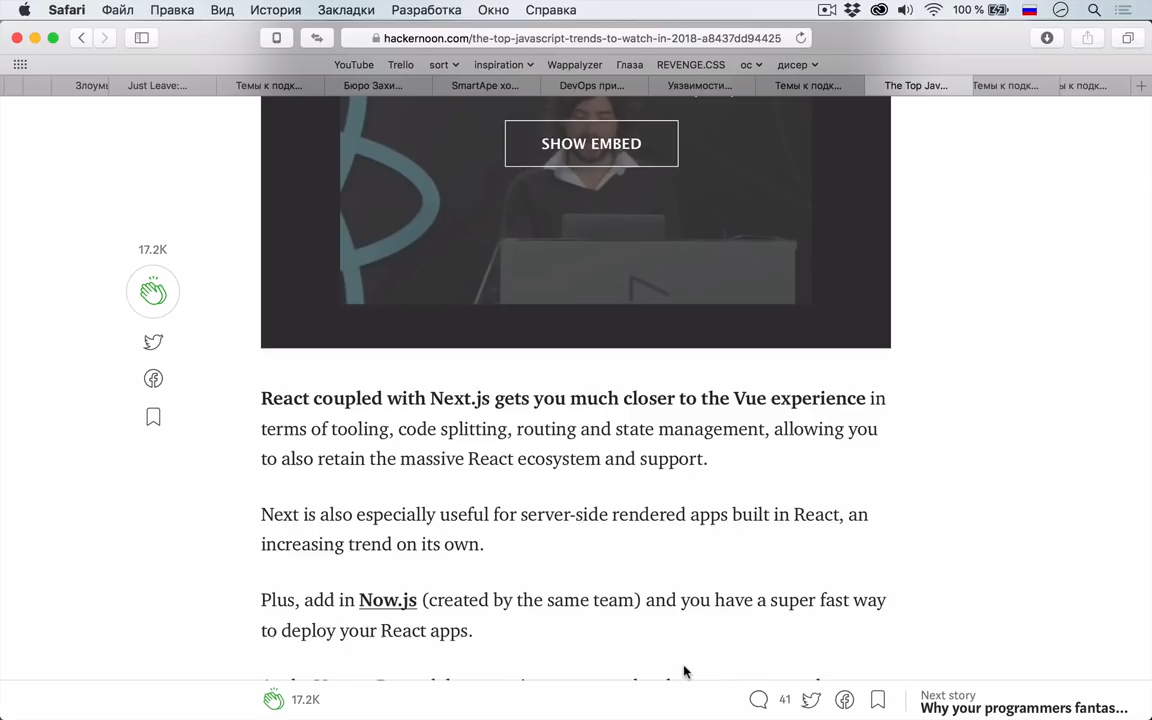 Safari Файл Правка Вид История Закладки Разработка Окно Справка 100 %
hackernoon.com/the-top-javascript-trends-to-watch-in-2018-a8437dd94425
YouTube Trello sort inspiration Wappalyzer Глаза REVENGE.CSS ос дисер
Злоумы Just Leave:... Темы к подк... Бюро Захи... SmartApe хо... DevOps при... Уязвимости... Темы к подк... The Top Jav... Темы к подк... ы к подк...
SHOW EMBED
17.2K
React coupled with Next.js gets you much closer to the Vue experience in
terms of tooling, code splitting, routing and state management, allowing you
to also retain the massive React ecosystem and support.
Next is also especially useful for server-side rendered apps built in React, an
increasing trend on its own.
Plus, add in Now.js (created by the same team) and you have a super fast way
to deploy your React apps.
17.2K
41
Next story
Why your programmers fantas...